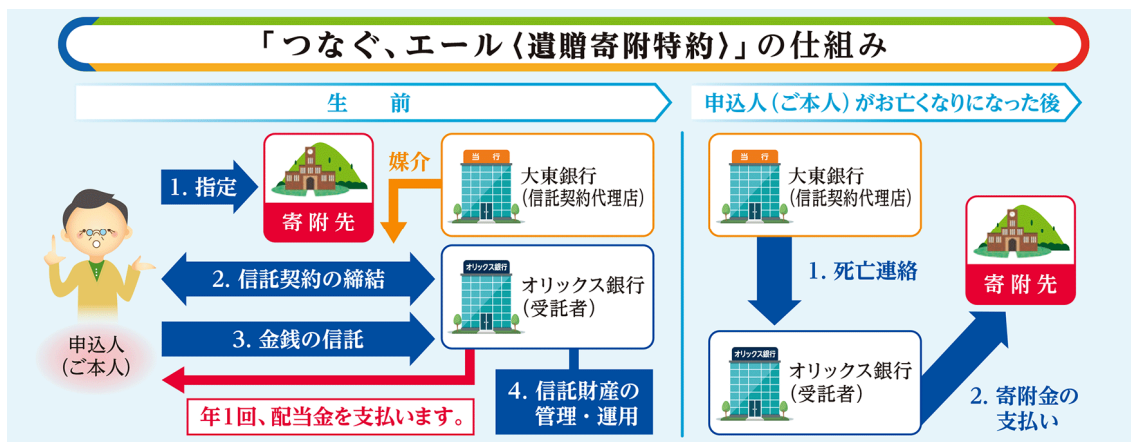 「つなぐ、エール〈遺贈寄附特約〉」の仕組み
生 前
1. 指定
寄附先
媒介
当 行
大東銀行
(信託契約代理店)
2. 信託契約の締結
オリックス銀行
オリックス銀行
(受託者)
3. 金銭の信託
申込人
(ご本人)
年1回、配当金を支払います。
4. 信託財産の
管理・運用
申込人(ご本人)がお亡くなりになった後
当 行
大東銀行
(信託契約代理店)
1. 死亡連絡
寄附先
オリックス銀行
オリックス銀行
(受託者)
2. 寄附金の
支払い